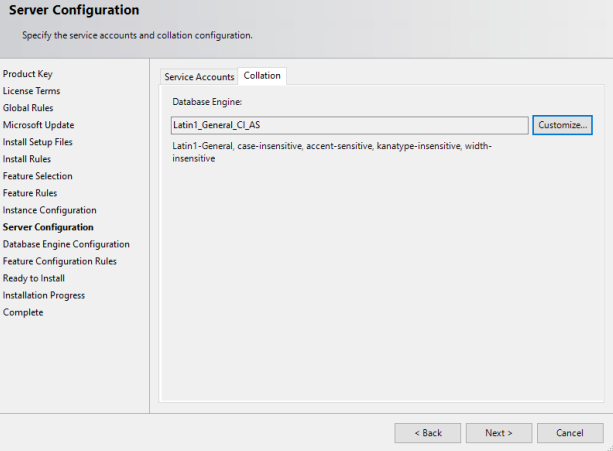 Server Configuration
Specify the service accounts and collation configuration.
Product Key
License Terms
Global Rules
Microsoft Update
Install Setup Files
Install Rules
Feature Selection
Feature Rules
Instance Configuration
Server Configuration
Database Engine Configuration
Feature Configuration Rules
Ready to Install
Installation Progress
Complete
Service Accounts Collation
Database Engine:
Latin1_General_CI_AS Customize...
Latin1-General, case-insensitive, accent-sensitive, kanatype-insensitive, width-
insensitive
< Back Next > Cancel